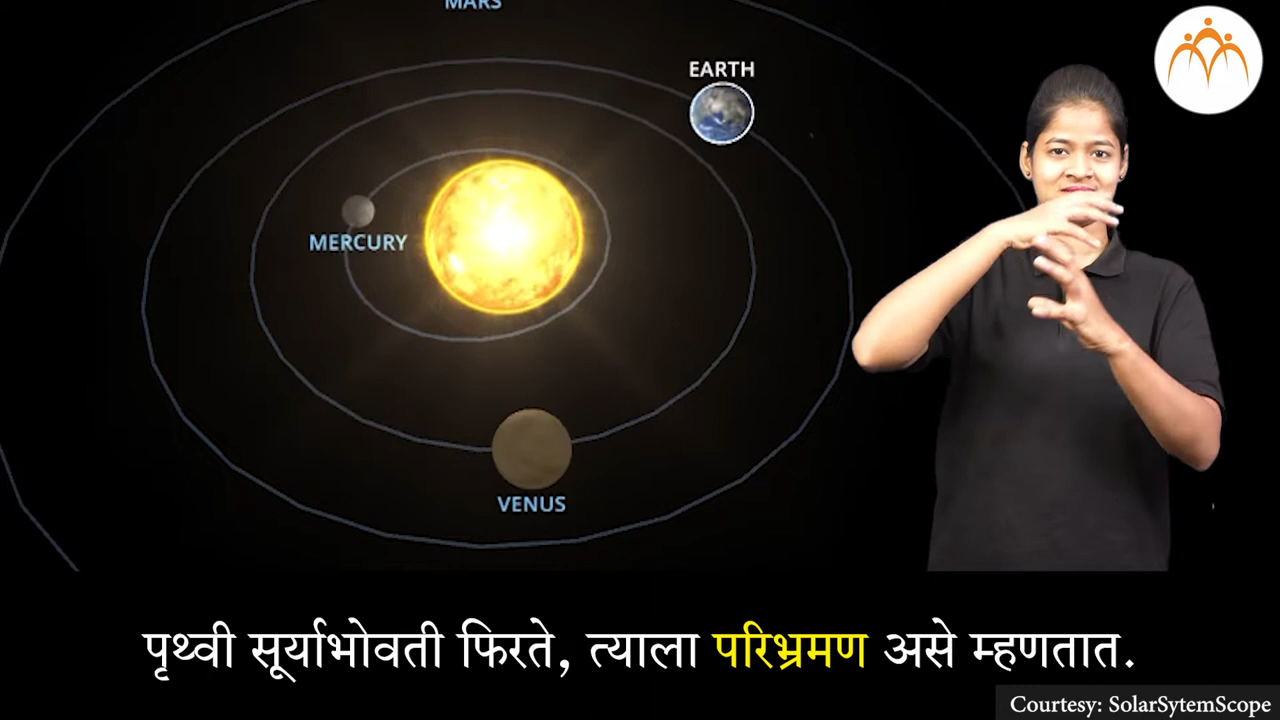 MARS
EARTH
MERCURY
VENUS
पृथ्वी सूर्याभोवती फिरते, त्याला परिभ्रमण असे म्हणतात.
Courtesy: SolarSytemScope